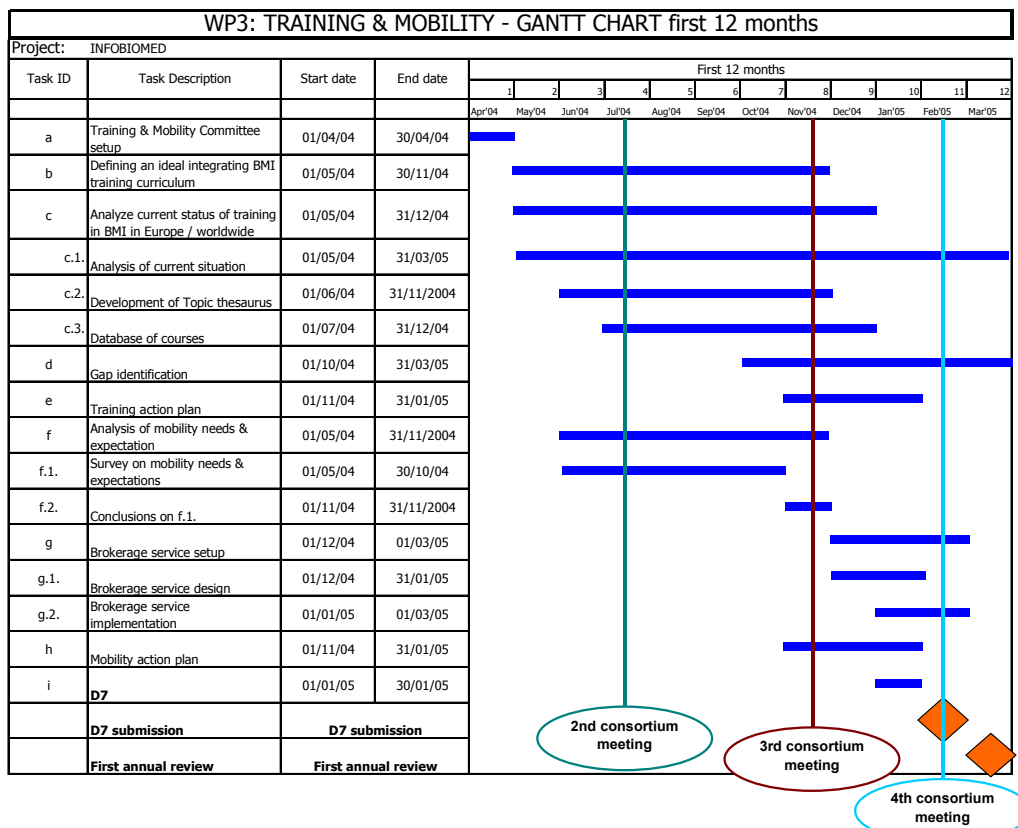 WP3: TRAINING & MOBILITY - GANTT CHART first 12 months
Project: INFOBIOMED
Task ID Task Description Start date End date First 12 months
1 2 3 4 5 6 7 8 9 10 11 12
Apr'04 May'04 Jun'04 Jul'04 Aug'04 Sep'04 Oct'04 Nov'04 Dec'04 Jan'05 Feb'05 Mar'05
a Training & Mobility Committee 01/04/04 30/04/04
setup
b Defining an ideal integrating BMI 01/05/04 30/11/04
training curriculum
c Analyze current status of training 01/05/04 31/12/04
in BMI in Europe / worldwide
c.1. Analysis of current situation 01/05/04 31/03/05
c.2. Development of Topic thesaurus 01/06/04 31/11/2004
c.3. Database of courses 01/07/04 31/12/04
d Gap identification 01/10/04 31/03/05
e Training action plan 01/11/04 31/01/05
f Analysis of mobility needs & 01/05/04 31/11/2004
expectation
f.1. Survey on mobility needs & 01/05/04 30/10/04
expectations
f.2. Conclusions on f.1. 01/11/04 31/11/2004
g Brokerage service setup 01/12/04 01/03/05
g.1. Brokerage service design 01/12/04 31/01/05
g.2. Brokerage service 01/01/05 01/03/05
implementation
h Mobility action plan 01/11/04 31/01/05
i D7 01/01/05 30/01/05
D7 submission D7 submission
First annual review First annual review
2nd consortium
meeting
3rd consortium
meeting
4th consortium
meeting